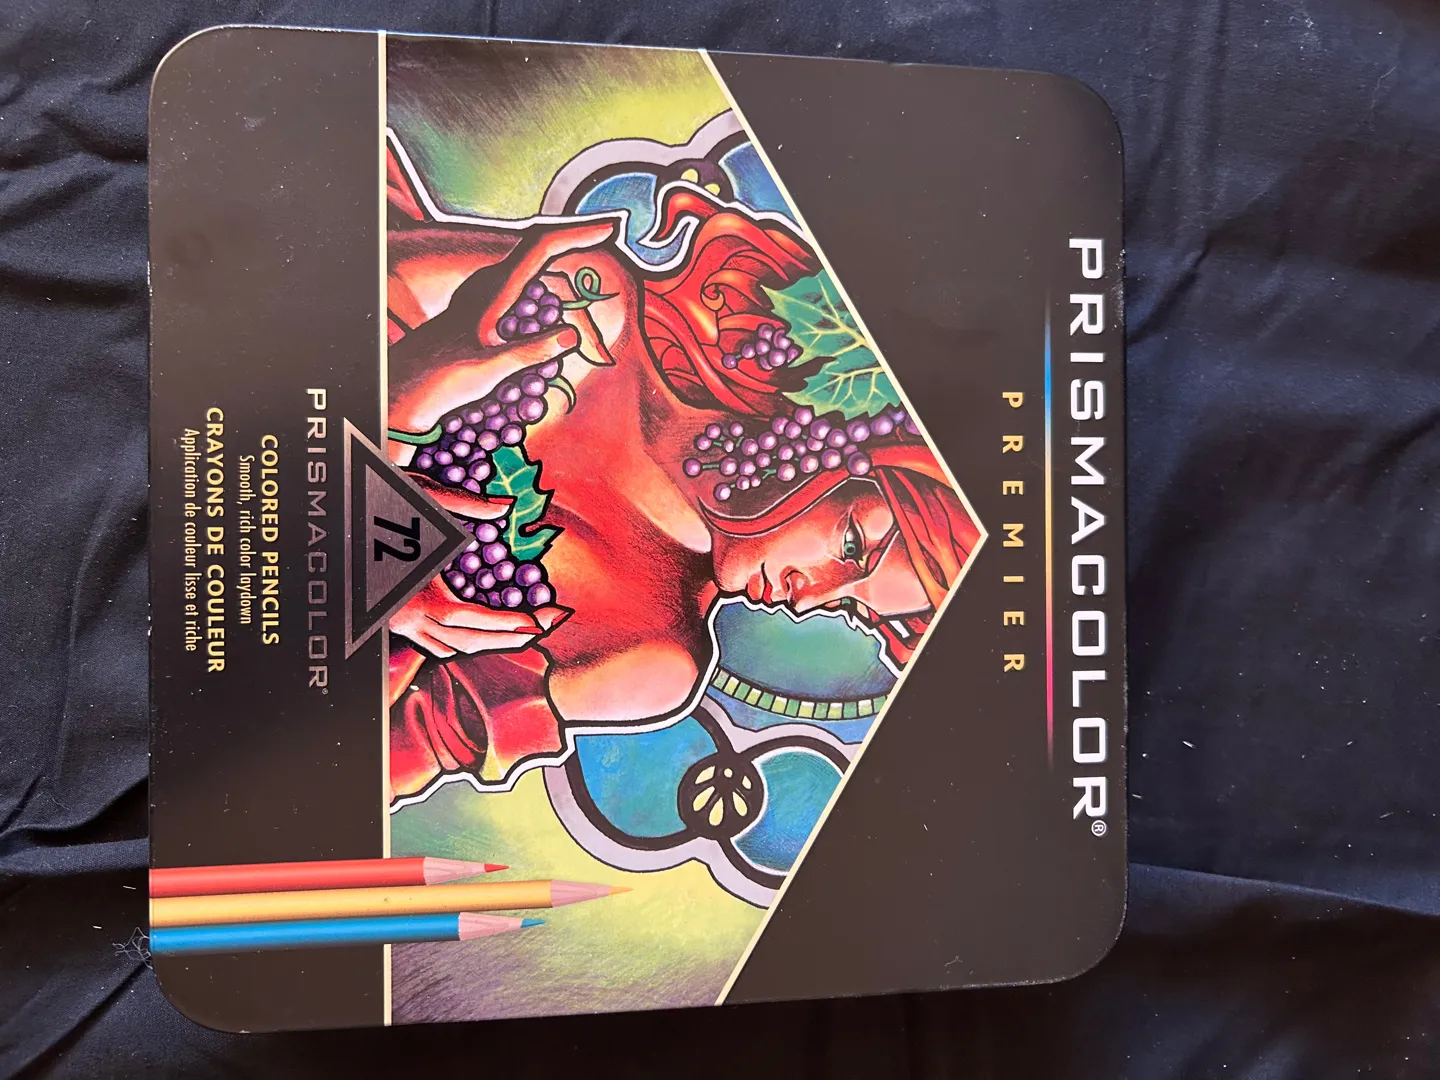 PRISMACOLOR®
PREMIER
72
PRISMACOLOR®
COLORED PENCILS
Smooth, rich color laydown
CRAYONS DE COULEUR
Application de couleur lisse et riche